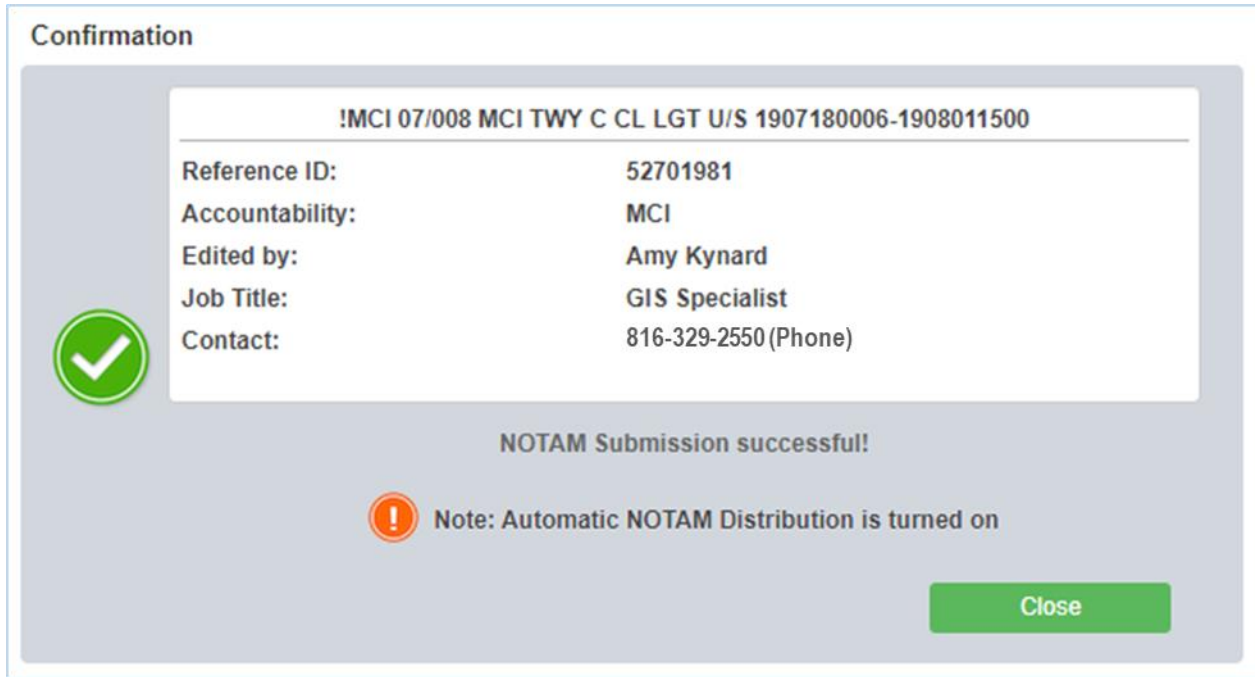 Confirmation
!MCI 07/008 MCI TWY C CL LGT U/S 1907180006-1908011500
Reference ID: 52701981
Accountability: MCI
Edited by: Amy Kynard
Job Title: GIS Specialist
Contact: 816-329-2550 (Phone)
NOTAM Submission successful!
! Note: Automatic NOTAM Distribution is turned on
Close